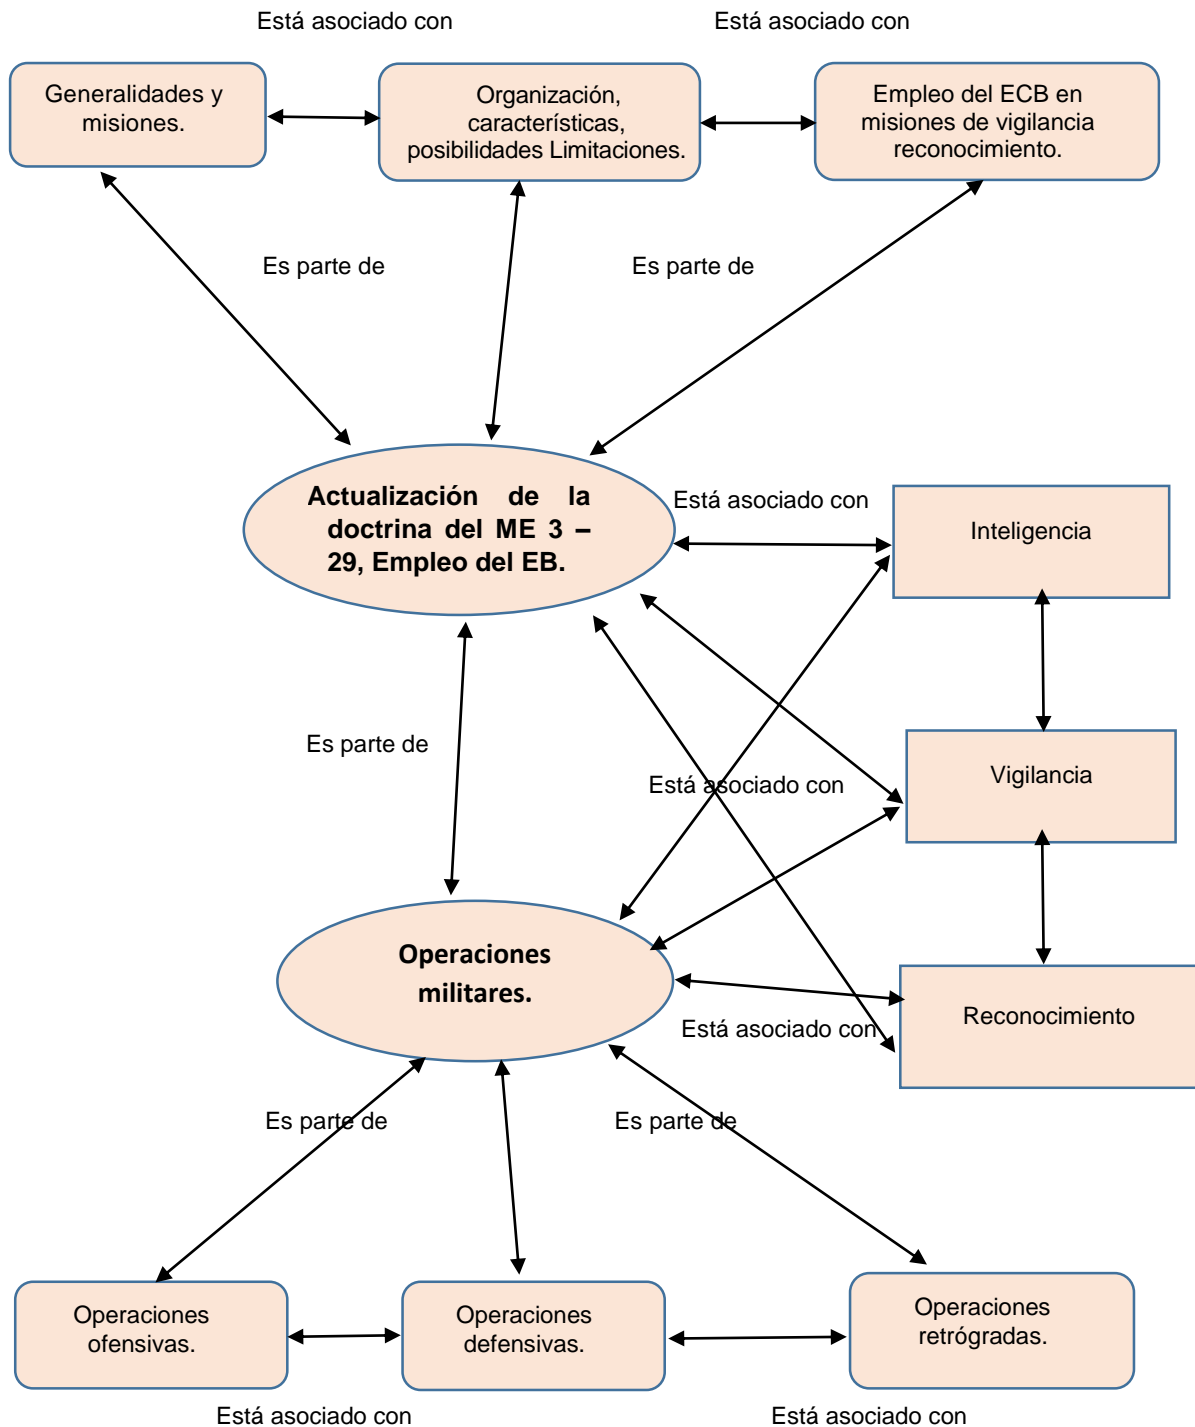 Está asociado con
Está asociado con
Generalidades y
misiones.
Organización,
características,
posibilidades Limitaciones.
Empleo del ECB en
misiones de vigilancia
reconocimiento.
Es parte de
Es parte de
Actualización de la
doctrina del ME 3 –
29, Empleo del EB.
Está asociado con
Inteligencia
Es parte de
Está asociado con
Vigilancia
Operaciones
militares.
Está asociado con
Reconocimiento
Es parte de
Es parte de
Operaciones
ofensivas.
Operaciones
defensivas.
Operaciones
retrógradas.
Está asociado con
Está asociado con